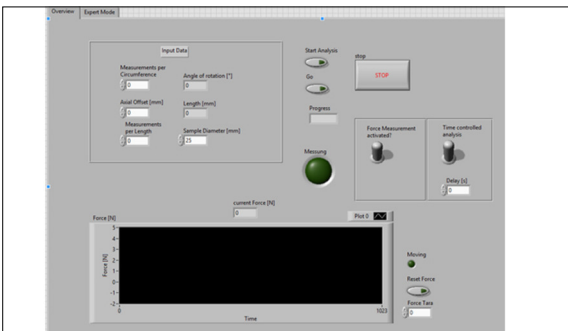 Overview Expert Mode
Input Data
Measurements per
Circumference
0
Angle of rotation [°]
0
Axial Offset [mm]
0
Length [mm]
0
Measurements
per Length
0
Sample Diameter [mm]
25
Start Analysis
Go
Progress
Messung
stop
STOP
Force Measurement
activated?
Time controlled
analysis
Delay [s]
0
current Force [N]
0
Force [N]
Plot 0
Force [N]
5
4
3
2
1
0
-1
-2
0
1023
Time
Moving
Reset Force
Force Tara
0